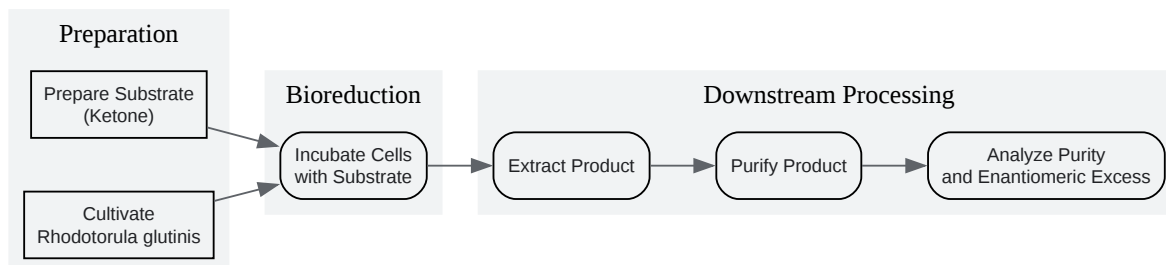 Preparation
Prepare Substrate
(Ketone)
Cultivate
Rhodotorula glutinis
Bioreduction
Incubate Cells
with Substrate
Downstream Processing
Extract Product
Purify Product
Analyze Purity
and Enantiomeric Excess